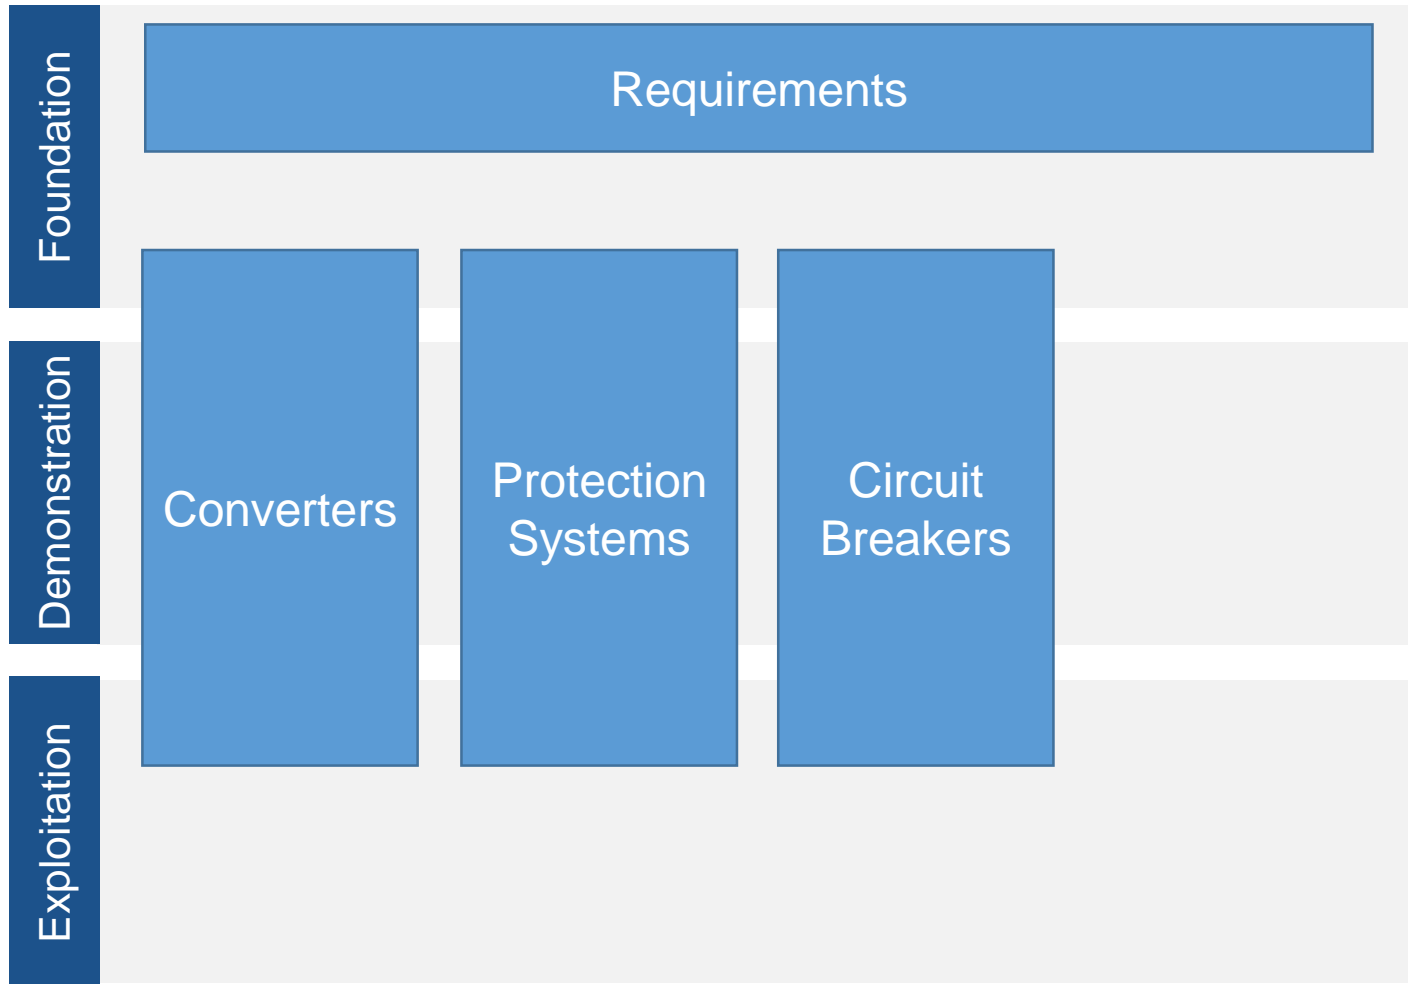 Foundation
Requirements
Demonstration
Converters
Protection
Systems
Circuit
Breakers
Exploitation